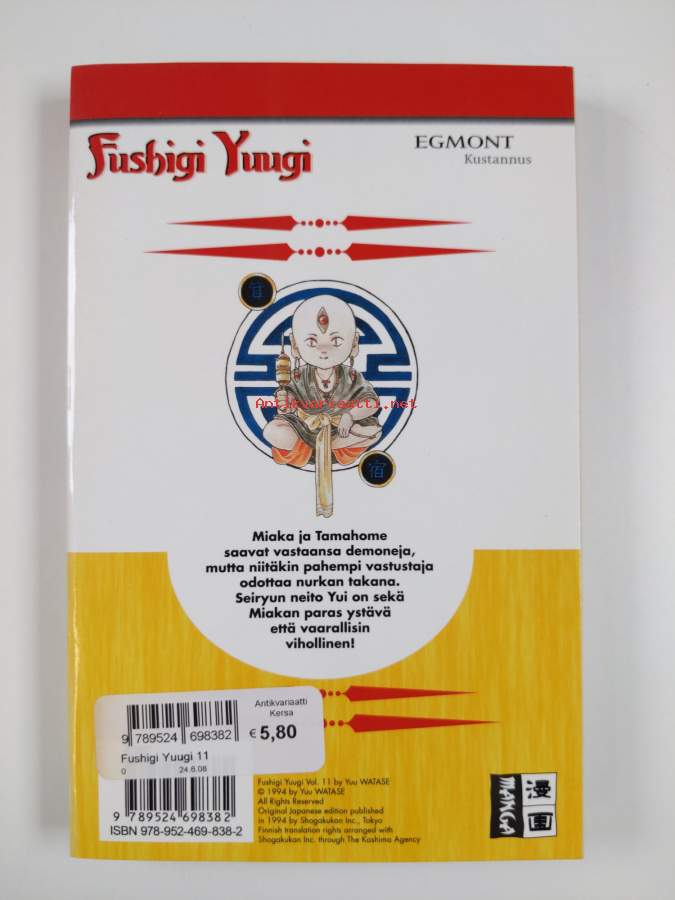 Fushigi Yuugi
EGMONT
Kustannus
Antikvariaatti.net
宿
Miaka ja Tamahome
saavat vastaansa demoneja,
mutta niitäkin pahempi vastustaja
odottaa nurkan takana.
Seiryun neito Yui on sekä
Miakan paras ystävä
että vaarallisin
vihollinen!
Antikvariaatti
Kersa
€ 5,80
9 789524 698382
Fushigi Yuugi 11
0 24.6.08
9 789524 698382
ISBN 978-952-469-838-2
Fushigi Yuugi Vol. 11 by Yuu WATASE
© 1994 by Yuu WATASE
All Rights Reserved
Original Japanese edition published
in 1994 by Shogakukan Inc., Tokyo
Finnish translation rights arranged with
Shogakukan Inc. through The Kashima Agency
MANGA
漫画